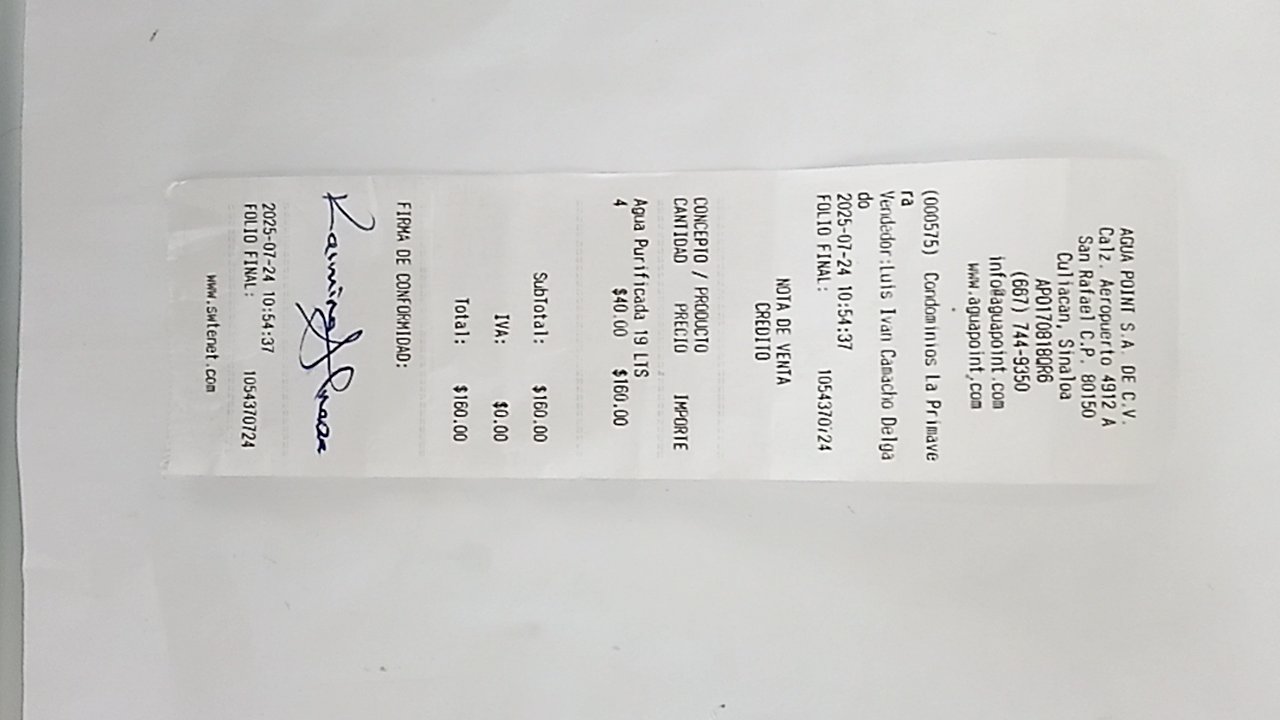 AGUA POINT S.A. DE C.V.
Calz. Aeropuerto 4912 A
San Rafael C.P. 80150
Culiacan, Sinaloa
APO170818QR6
(667) 744-9350
info@aguapoint.com
www.aguapoint.com
(000575) Condominios La Primave
ra
Vendedor:Luis Ivan Camacho Delga
do
2025-07-24 10:54:37
FOLIO FINAL: 1054370724
NOTA DE VENTA
CREDITO
CONCEPTO / PRODUCTO
CANTIDAD PRECIO IMPORTE
Agua Purificada 19 LTS
4 $40.00 $160.00
SubTotal: $160.00
IVA: $0.00
Total: $160.00
FIRMA DE CONFORMIDAD:
2025-07-24 10:54:37
FOLIO FINAL: 1054370724
www.swtenet.com